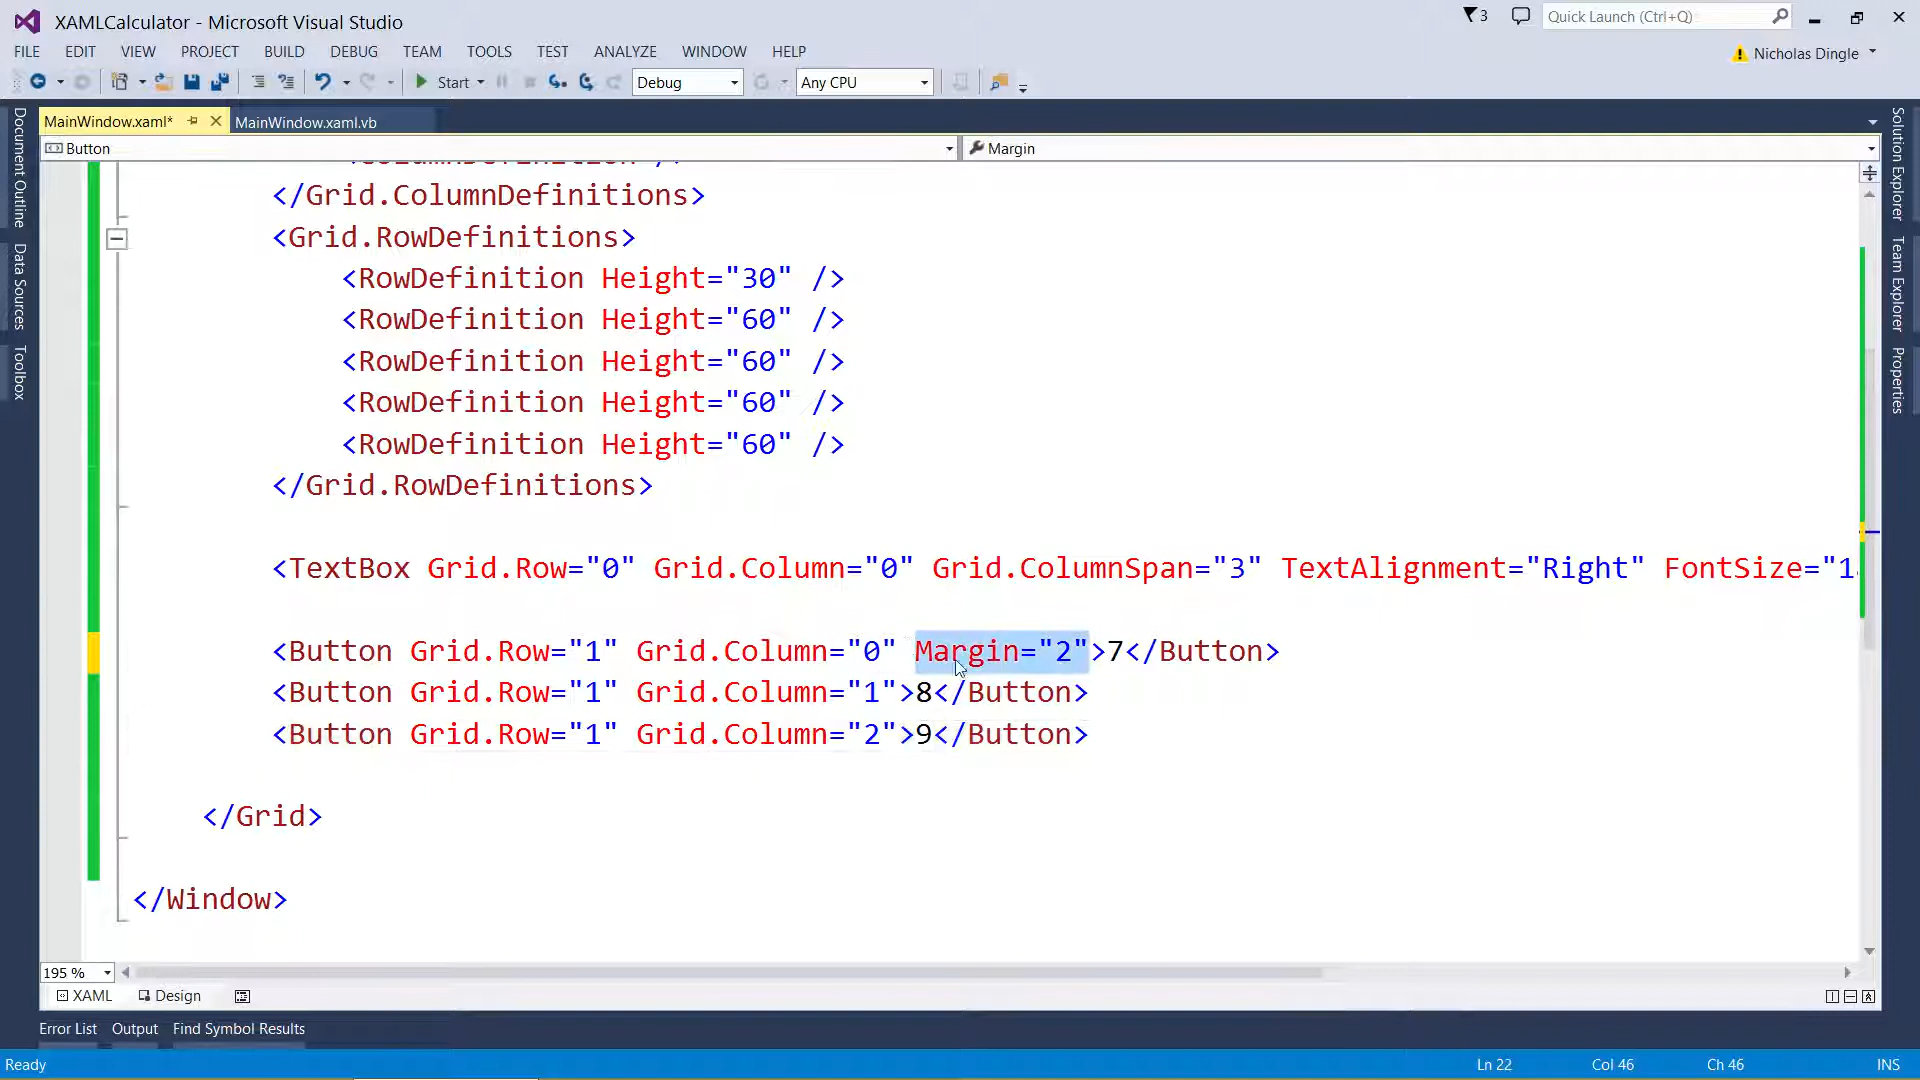 XAMLCalculator - Microsoft Visual Studio
3
Quick Launch (Ctrl+Q)
FILE EDIT VIEW PROJECT BUILD DEBUG TEAM TOOLS TEST ANALYZE WINDOW HELP
Nicholas Dingle
Start Debug Any CPU
MainWindow.xaml* MainWindow.xaml.vb
Button Margin
Document Outline
Data Sources
Toolbox
Solution Explorer
Team Explorer
Properties
</Grid.ColumnDefinitions>
<Grid.RowDefinitions>
<RowDefinition Height="30" />
<RowDefinition Height="60" />
<RowDefinition Height="60" />
<RowDefinition Height="60" />
<RowDefinition Height="60" />
</Grid.RowDefinitions>
<TextBox Grid.Row="0" Grid.Column="0" Grid.ColumnSpan="3" TextAlignment="Right" FontSize="1
<Button Grid.Row="1" Grid.Column="0" Margin="2">7</Button>
<Button Grid.Row="1" Grid.Column="1">8</Button>
<Button Grid.Row="1" Grid.Column="2">9</Button>
</Grid>
</Window>
195 %
XAML Design
Error List Output Find Symbol Results
Ready Ln 22 Col 46 Ch 46 INS